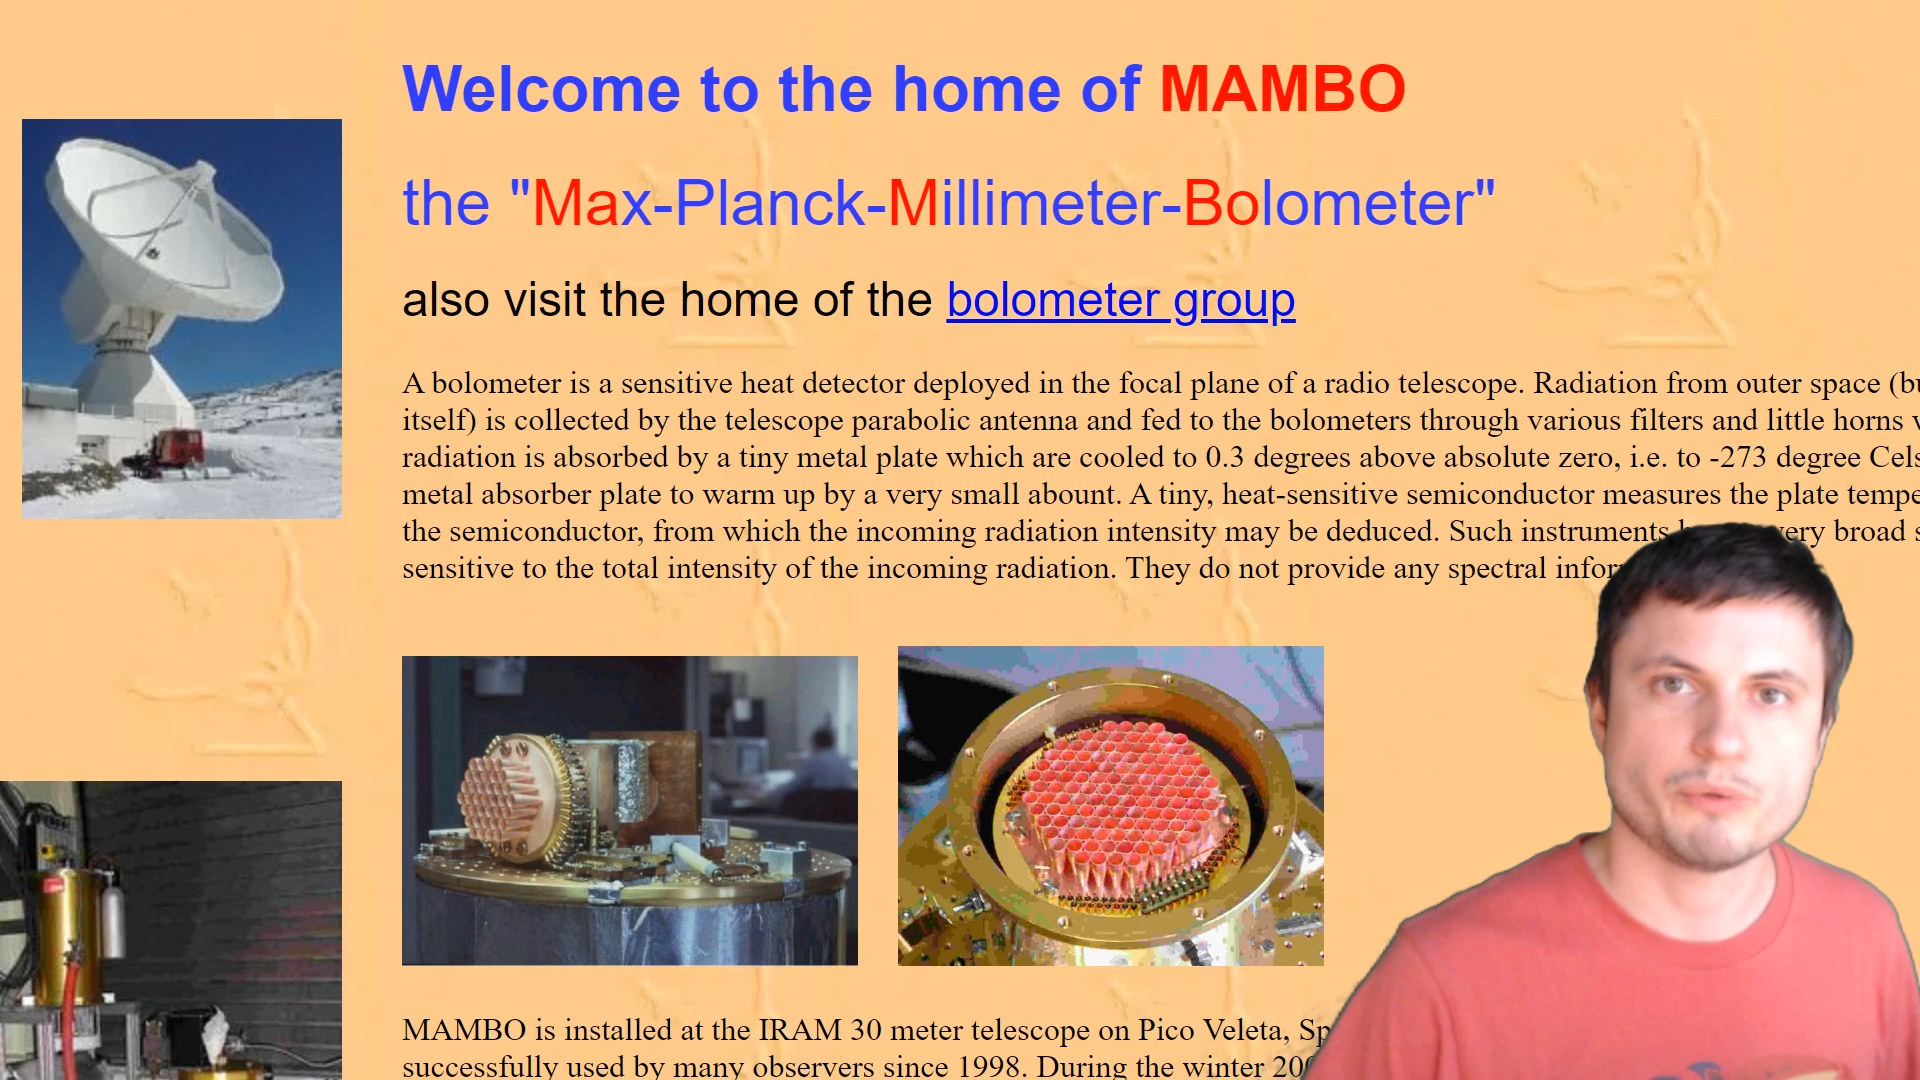 Welcome to the home of MAMBO
the "Max-Planck-Millimeter-Bolometer"
also visit the home of the bolometer group
A bolometer is a sensitive heat detector deployed in the focal plane of a radio telescope. Radiation from outer space
itself) is collected by the telescope parabolic antenna and fed to the bolometers through various filters and little horns
radiation is absorbed by a tiny metal plate which are cooled to 0.3 degrees above absolute zero, i.e. to -273 degree
metal absorber plate to warm up by a very small abount. A tiny, heat-sensitive semiconductor measures the plate
the semiconductor, from which the incoming radiation intensity may be deduced. Such instruments very broad
sensitive to the total intensity of the incoming radiation. They do not provide any spectral
MAMBO is installed at the IRAM 30 meter telescope on Pico Veleta,
successfully used by many observers since 1998. During the winter